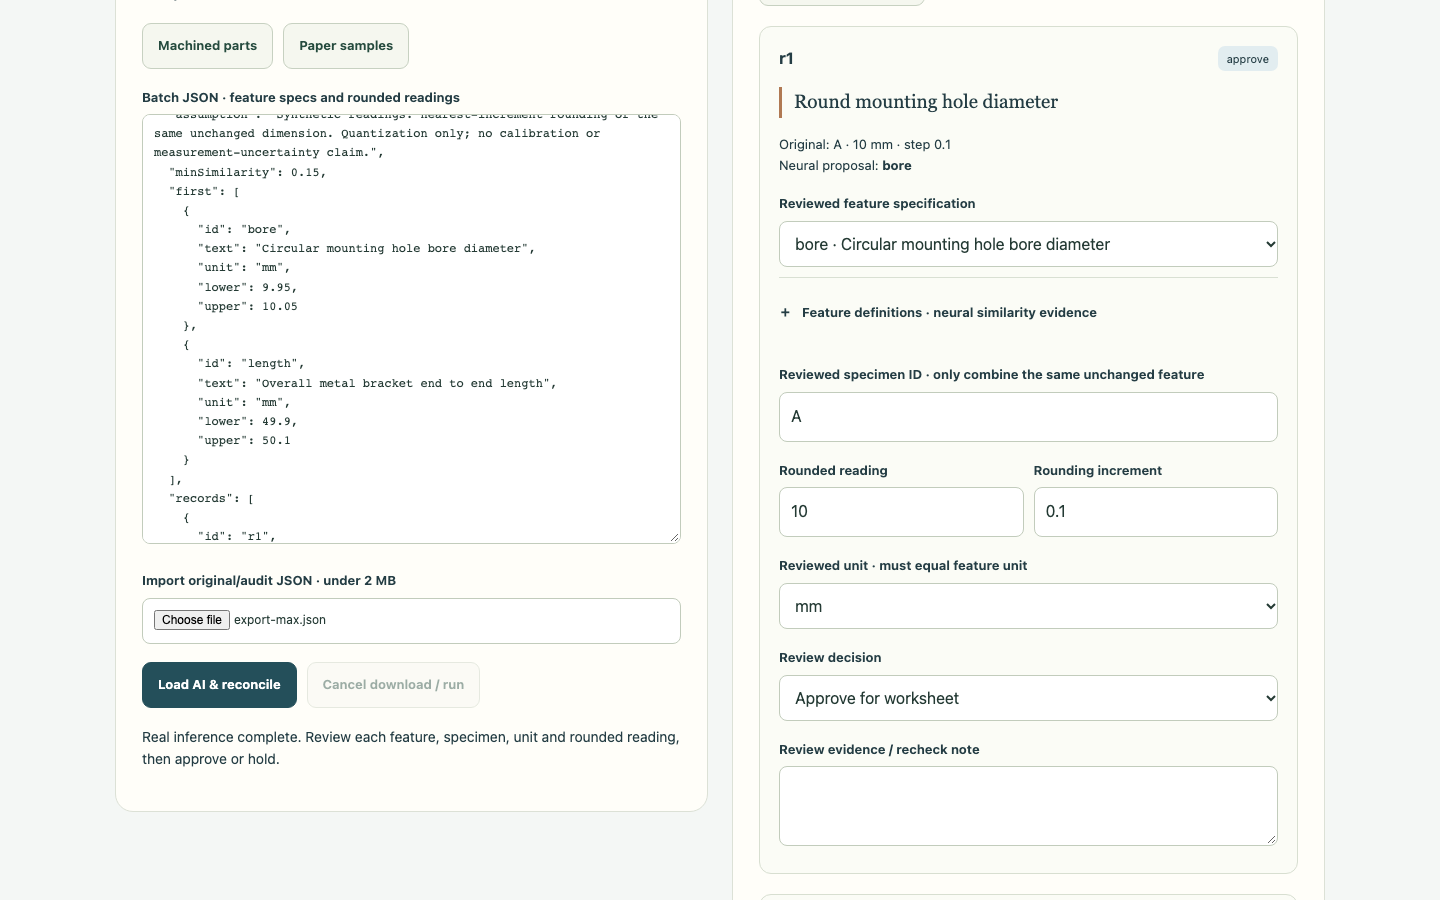 Machined parts
Paper samples
Batch JSON · feature specs and rounded readings
"assumption": "Synthetic readings: nearest-increment rounding of the
same unchanged dimension. Quantization only; no calibration or
measurement-uncertainty claim.",
"minSimilarity": 0.15,
"first": [
{
"id": "bore",
"text": "Circular mounting hole bore diameter",
"unit": "mm",
"lower": 9.95,
"upper": 10.05
},
{
"id": "length",
"text": "Overall metal bracket end to end length",
"unit": "mm",
"lower": 49.9,
"upper": 50.1
}
],
"records": [
{
"id": "r1",
Import original/audit JSON · under 2 MB
Choose file export-max.json
Load AI & reconcile
Cancel download / run
Real inference complete. Review each feature, specimen, unit and rounded reading,
then approve or hold.
r1
approve
Round mounting hole diameter
Original: A · 10 mm · step 0.1
Neural proposal: bore
Reviewed feature specification
bore · Circular mounting hole bore diameter
+ Feature definitions · neural similarity evidence
Reviewed specimen ID · only combine the same unchanged feature
A
Rounded reading
Rounding increment
10
0.1
Reviewed unit · must equal feature unit
mm
Review decision
Approve for worksheet
Review evidence / recheck note